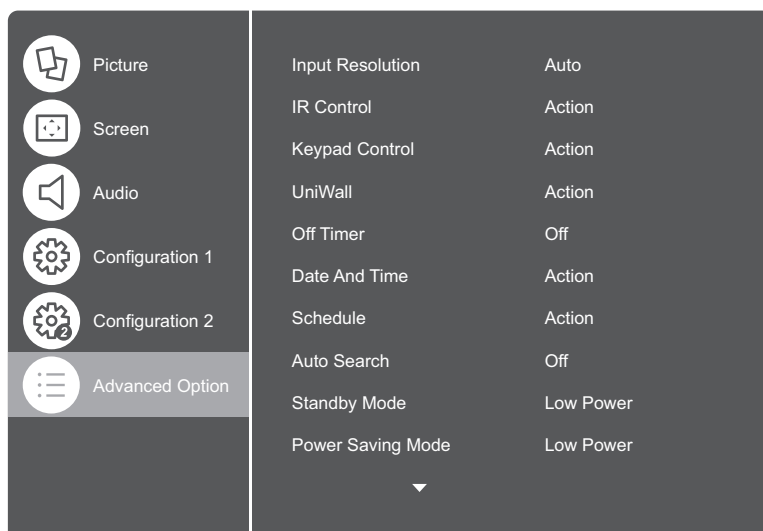 Picture
Screen
Audio
Configuration 1
2
Configuration 2
Advanced Option
Input Resolution Auto
IR Control Action
Keypad Control Action
UniWall Action
Off Timer Off
Date And Time Action
Schedule Action
Auto Search Off
Standby Mode Low Power
Power Saving Mode Low Power